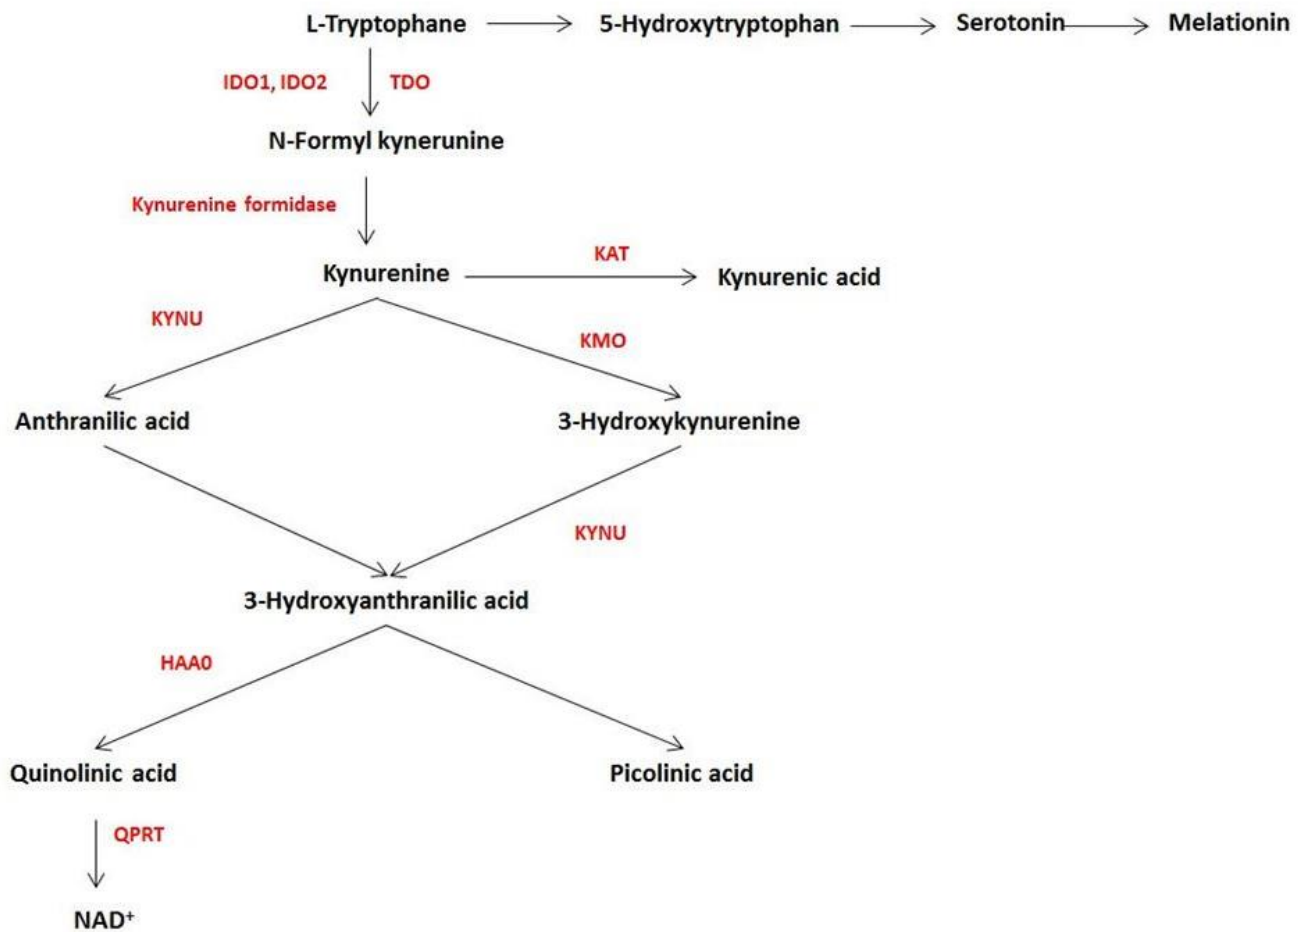 L-Tryptophane 5-Hydroxytryptophan Serotonin Melationin
IDO1, IDO2 TDO
N-Formyl kynerunine
Kynurenine formidase
KAT
Kynurenine Kynurenic acid
KYNU
KMO
Anthranilic acid 3-Hydroxykynurenine
KYNU
3-Hydroxyanthranilic acid
HAA0
Quinolinic acid Picolinic acid
QPRT
NAD⁺